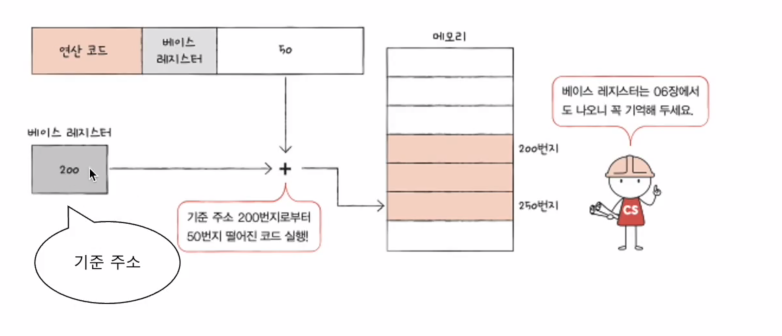 연산 코드
베이스
레지스터
50
메모리
베이스 레지스터는 06장에서
도 나오니 꼭 기억해 두세요.
베이스 레지스터
200
+
200번지
250번지
기준 주소 200번지로부터
50번지 떨어진 코드 실행!
CS
기준 주소